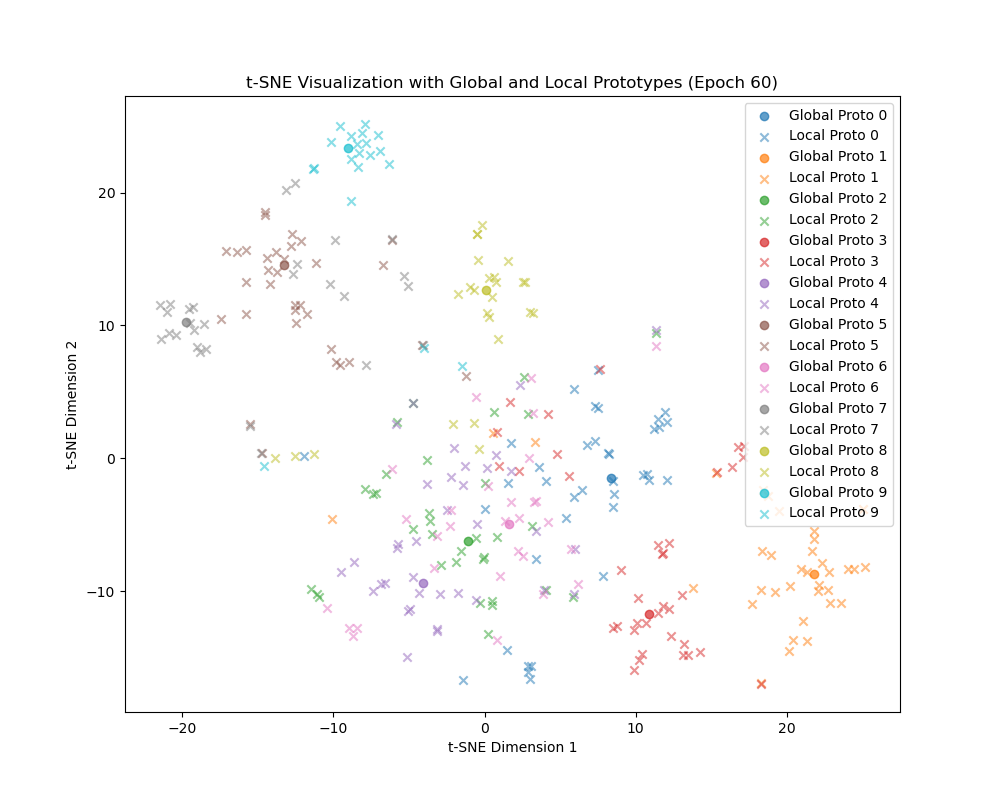 t-SNE Visualization with Global and Local Prototypes (Epoch 60)
Global Proto 0
Local Proto 0
Global Proto 1
Local Proto 1
Global Proto 2
Local Proto 2
Global Proto 3
Local Proto 3
Global Proto 4
Local Proto 4
Global Proto 5
Local Proto 5
Global Proto 6
Local Proto 6
Global Proto 7
Local Proto 7
Global Proto 8
Local Proto 8
Global Proto 9
Local Proto 9
t-SNE Dimension 2
20
10
0
−10
−20
−10
0
10
20
t-SNE Dimension 1